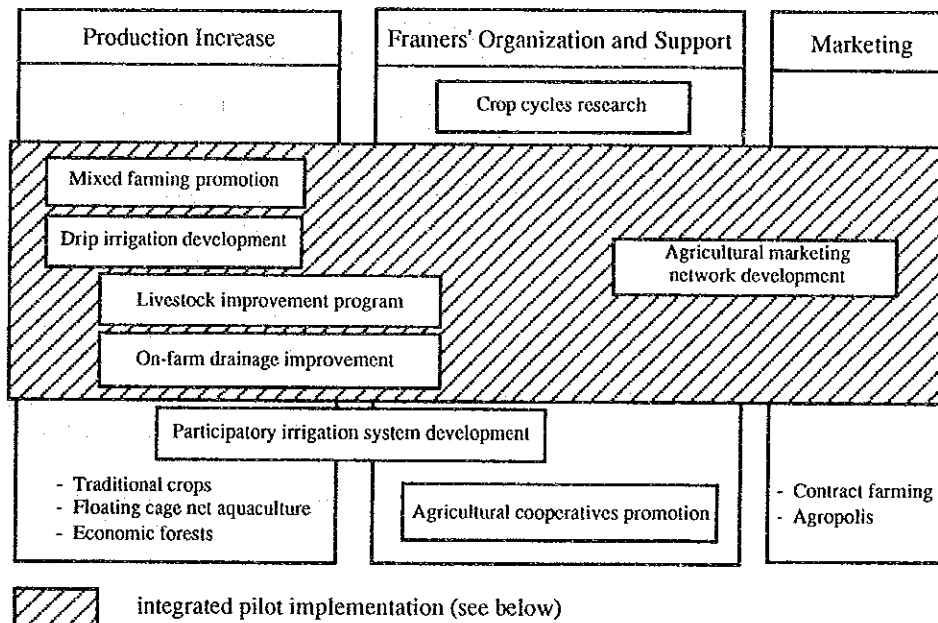 Production Increase
Framers' Organization and Support
Marketing
Crop cycles research
Mixed farming promotion
Drip irrigation development
Agricultural marketing
network development
Livestock improvement program
On-farm drainage improvement
Participatory irrigation system development
- Traditional crops
- Floating cage net aquaculture
- Economic forests
Agricultural cooperatives promotion
- Contract farming
- Agropolis
integrated pilot implementation (see below)